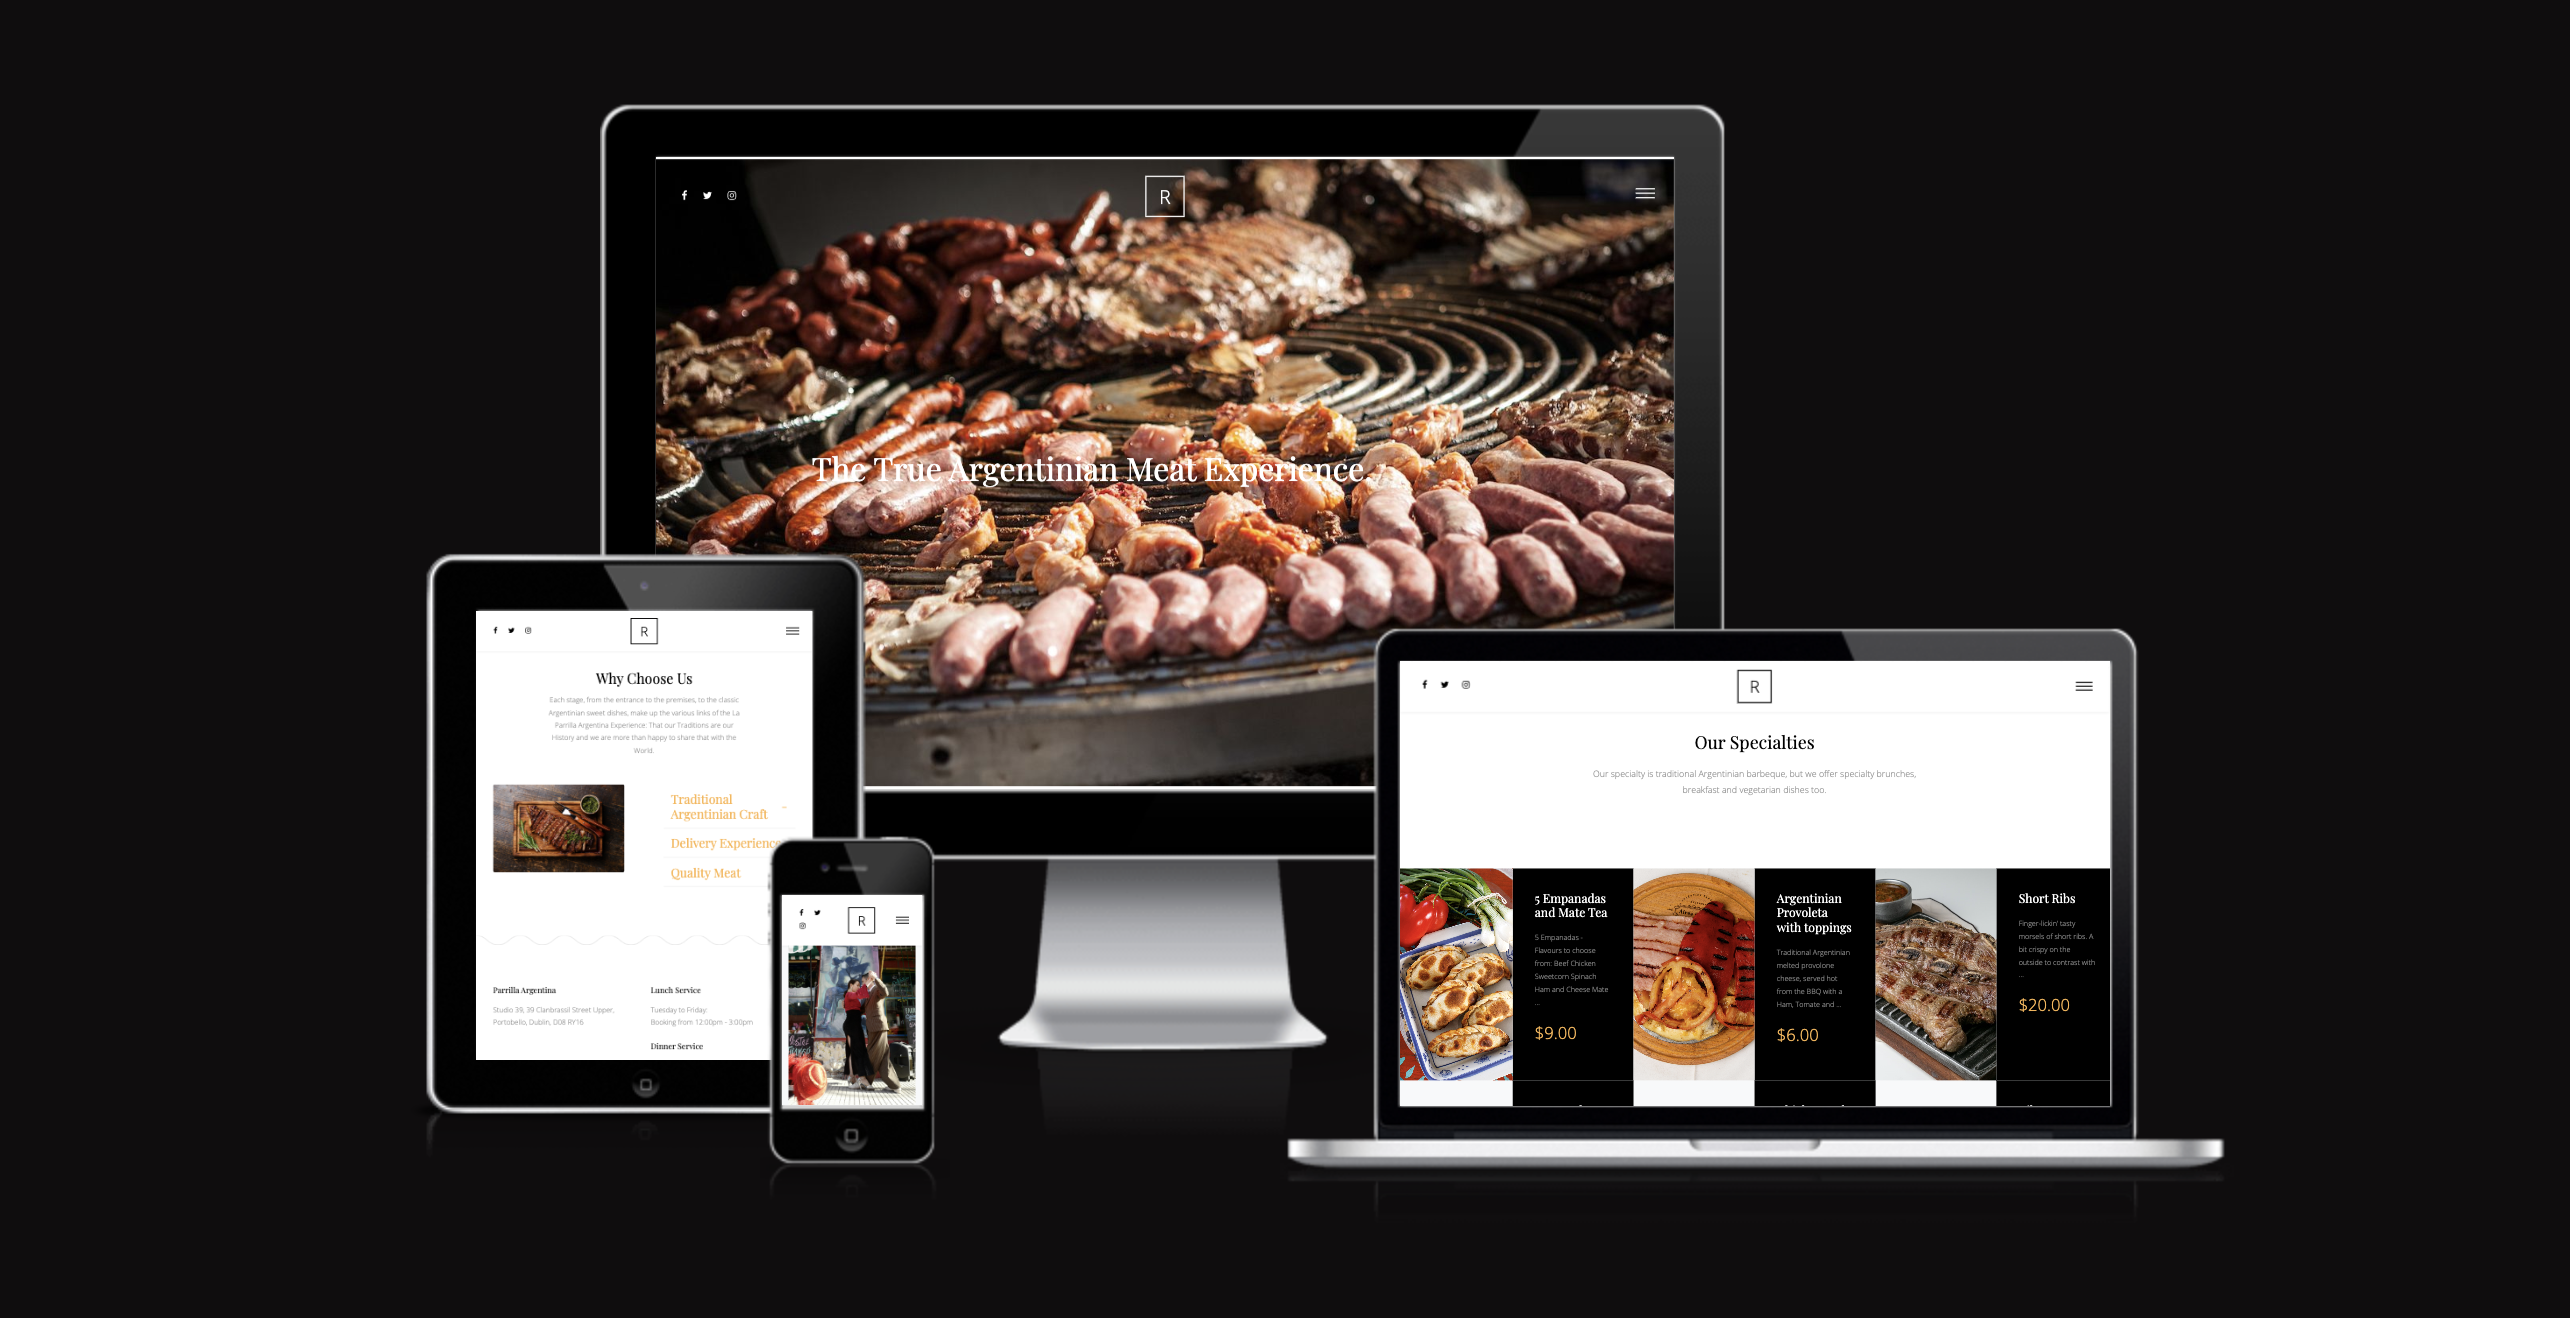 R
The True Argentinian Meat Experience.
R
Why Choose Us
Each stage, from the entrance to the premises, to the classic
Argentinian sweet dishes, make up the various links of the La
Parrilla Argentina Experience: That our Traditions are our
History and we are more than happy to share that with the
World.
Traditional
Argentinian Craft
Delivery Experience
Quality Meat
Parrilla Argentina
Studio 39, 39 Clanbrassil Street Upper,
Portobello, Dublin, D08 RY16
Lunch Service
Tuesday to Friday:
Booking from 12:00pm - 3:00pm
Dinner Service
R
R
Our Specialties
Our specialty is traditional Argentinian barbeque, but we offer specialty brunches,
breakfast and vegetarian dishes too.
5 Empanadas
and Mate Tea
5 Empanadas -
Flavours to choose
from: Beef Chicken
Sweetcorn Spinach
Ham and Cheese Mate
...
$9.00
Argentinian
Provoleta
with toppings
Traditional Argentinian
melted provolone
cheese, served hot
from the BBQ with a
Ham, Tomate and ...
$6.00
Short Ribs
Finger-lickin' tasty
morsels of short ribs. A
bit crispy on the
outside to contrast with
...
$20.00